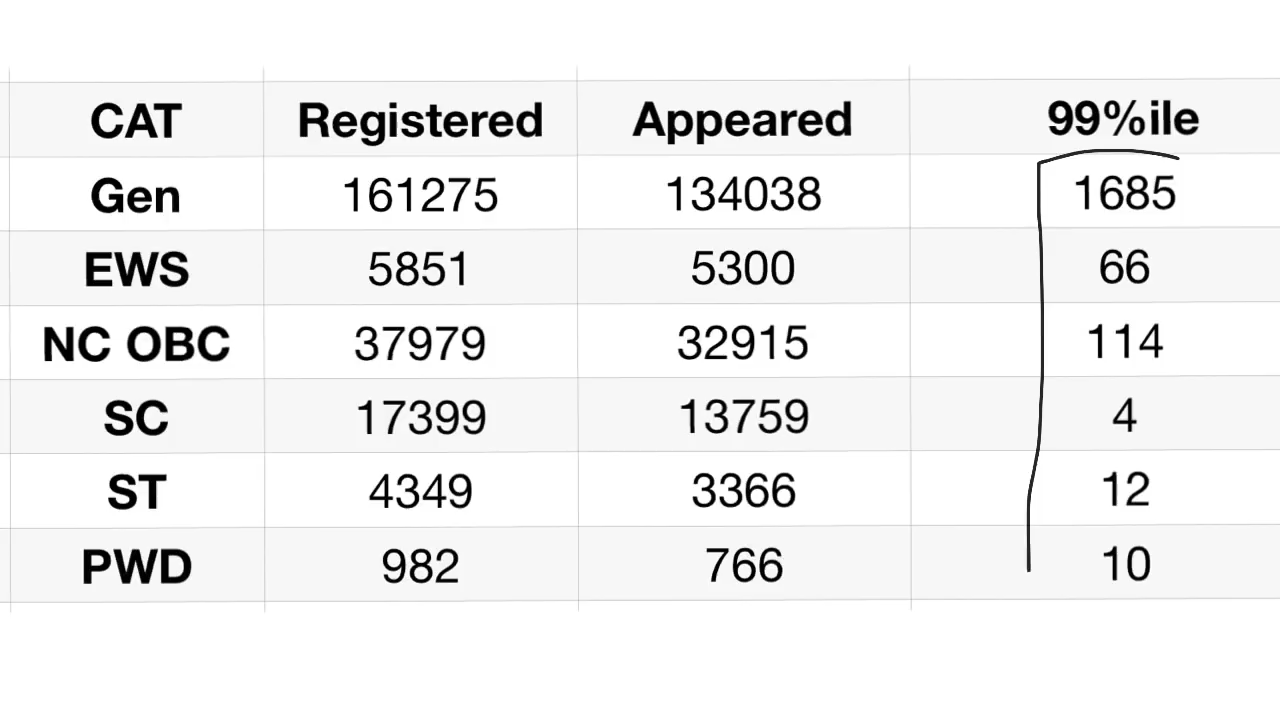 CAT Registered Appeared 99%ile
Gen 161275 134038 1685
EWS 5851 5300 66
NC OBC 37979 32915 114
SC 17399 13759 4
ST 4349 3366 12
PWD 982 766 10